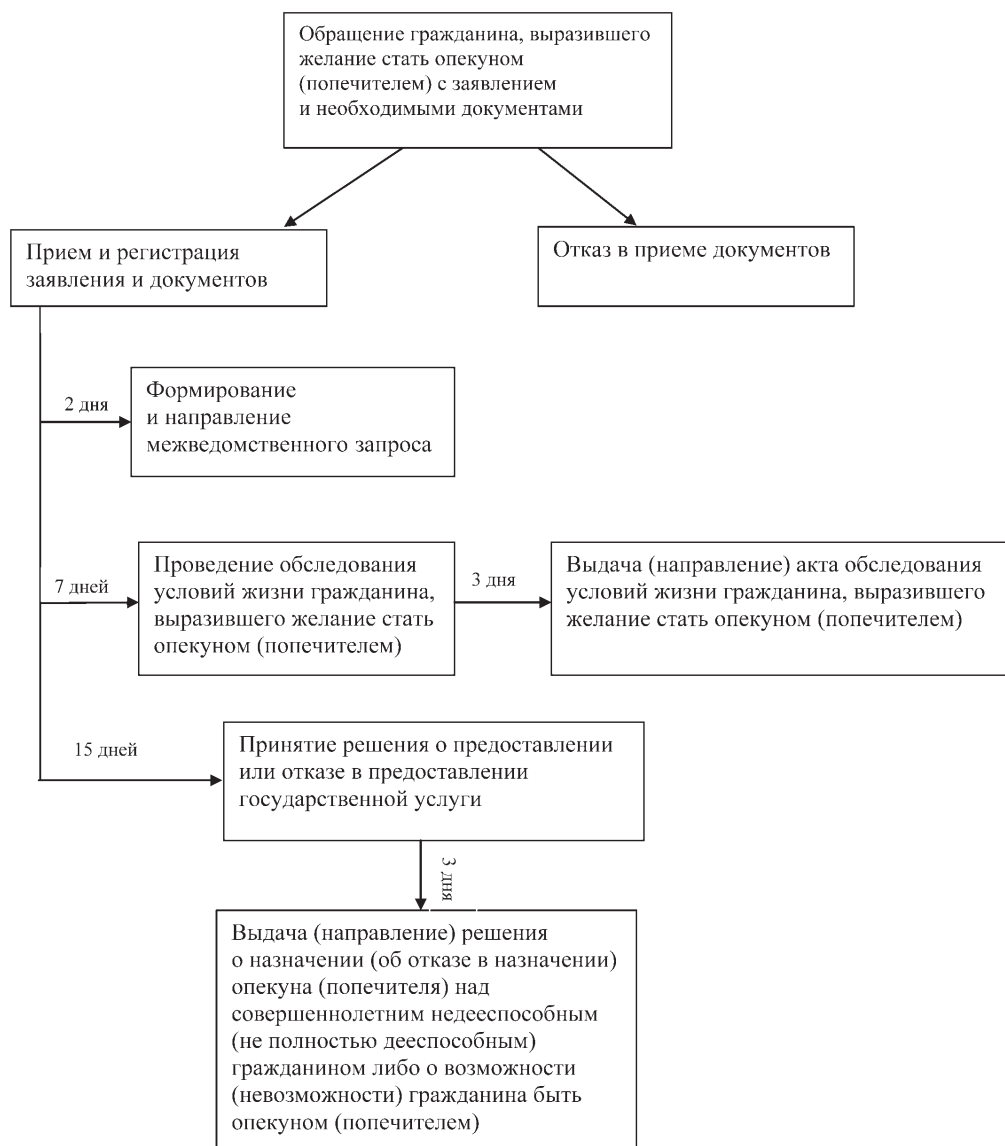 Обращение гражданина, выразившего
желание стать опекуном
(попечителем) с заявлением
и необходимыми документами
Прием и регистрация
заявления и документов
Отказ в приеме документов
2 дня
Формирование
и направление
межведомственного запроса
7 дней
Проведение обследования
условий жизни гражданина,
выразившего желание стать
опекуном (попечителем)
3 дня
Выдача (направление) акта обследования
условий жизни гражданина, выразившего
желание стать опекуном (попечителем)
15 дней
Принятие решения о предоставлении
или отказе в предоставлении
государственной услуги
3 дня
Выдача (направление) решения
о назначении (об отказе в назначении)
опекуна (попечителя) над
совершеннолетним недееспособным
(не полностью дееспособным)
гражданином либо о возможности
(невозможности) гражданина быть
опекуном (попечителем)